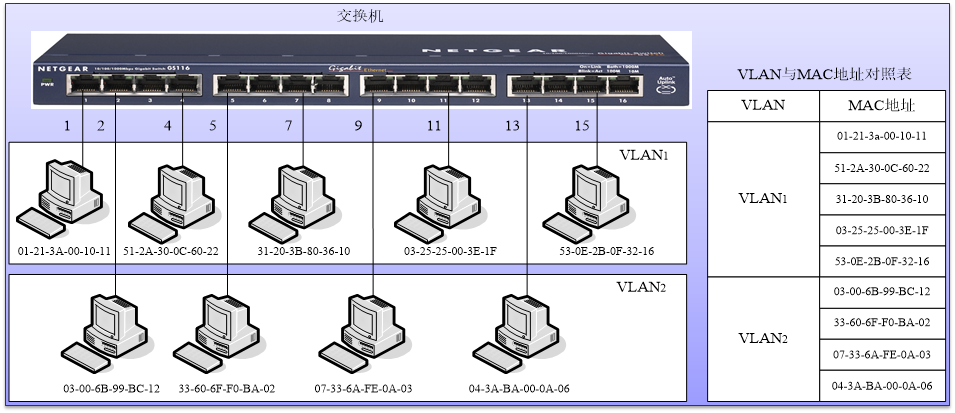 交换机
NETGEAR
NETGEAR 10/100/1000Mbps Gigabit Switch GS116
Gigabit Ethernet
PWR
Auto Uplink
1 2 3 4 5 6 7 8 9 10 11 12 13 14 15 16
1 2 4 5 7 9 11 13 15
VLAN1
01-21-3A-00-10-11
51-2A-30-0C-60-22
31-20-3B-80-36-10
03-25-25-00-3E-1F
53-0E-2B-0F-32-16
VLAN2
03-00-6B-99-BC-12
33-60-6F-F0-BA-02
07-33-6A-FE-0A-03
04-3A-BA-00-0A-06
VLAN与MAC地址对照表
VLAN MAC地址
VLAN1
01-21-3a-00-10-11
51-2A-30-0C-60-22
31-20-3B-80-36-10
03-25-25-00-3E-1F
53-0E-2B-0F-32-16
VLAN2
03-00-6B-99-BC-12
33-60-6F-F0-BA-02
07-33-6A-FE-0A-03
04-3A-BA-00-0A-06